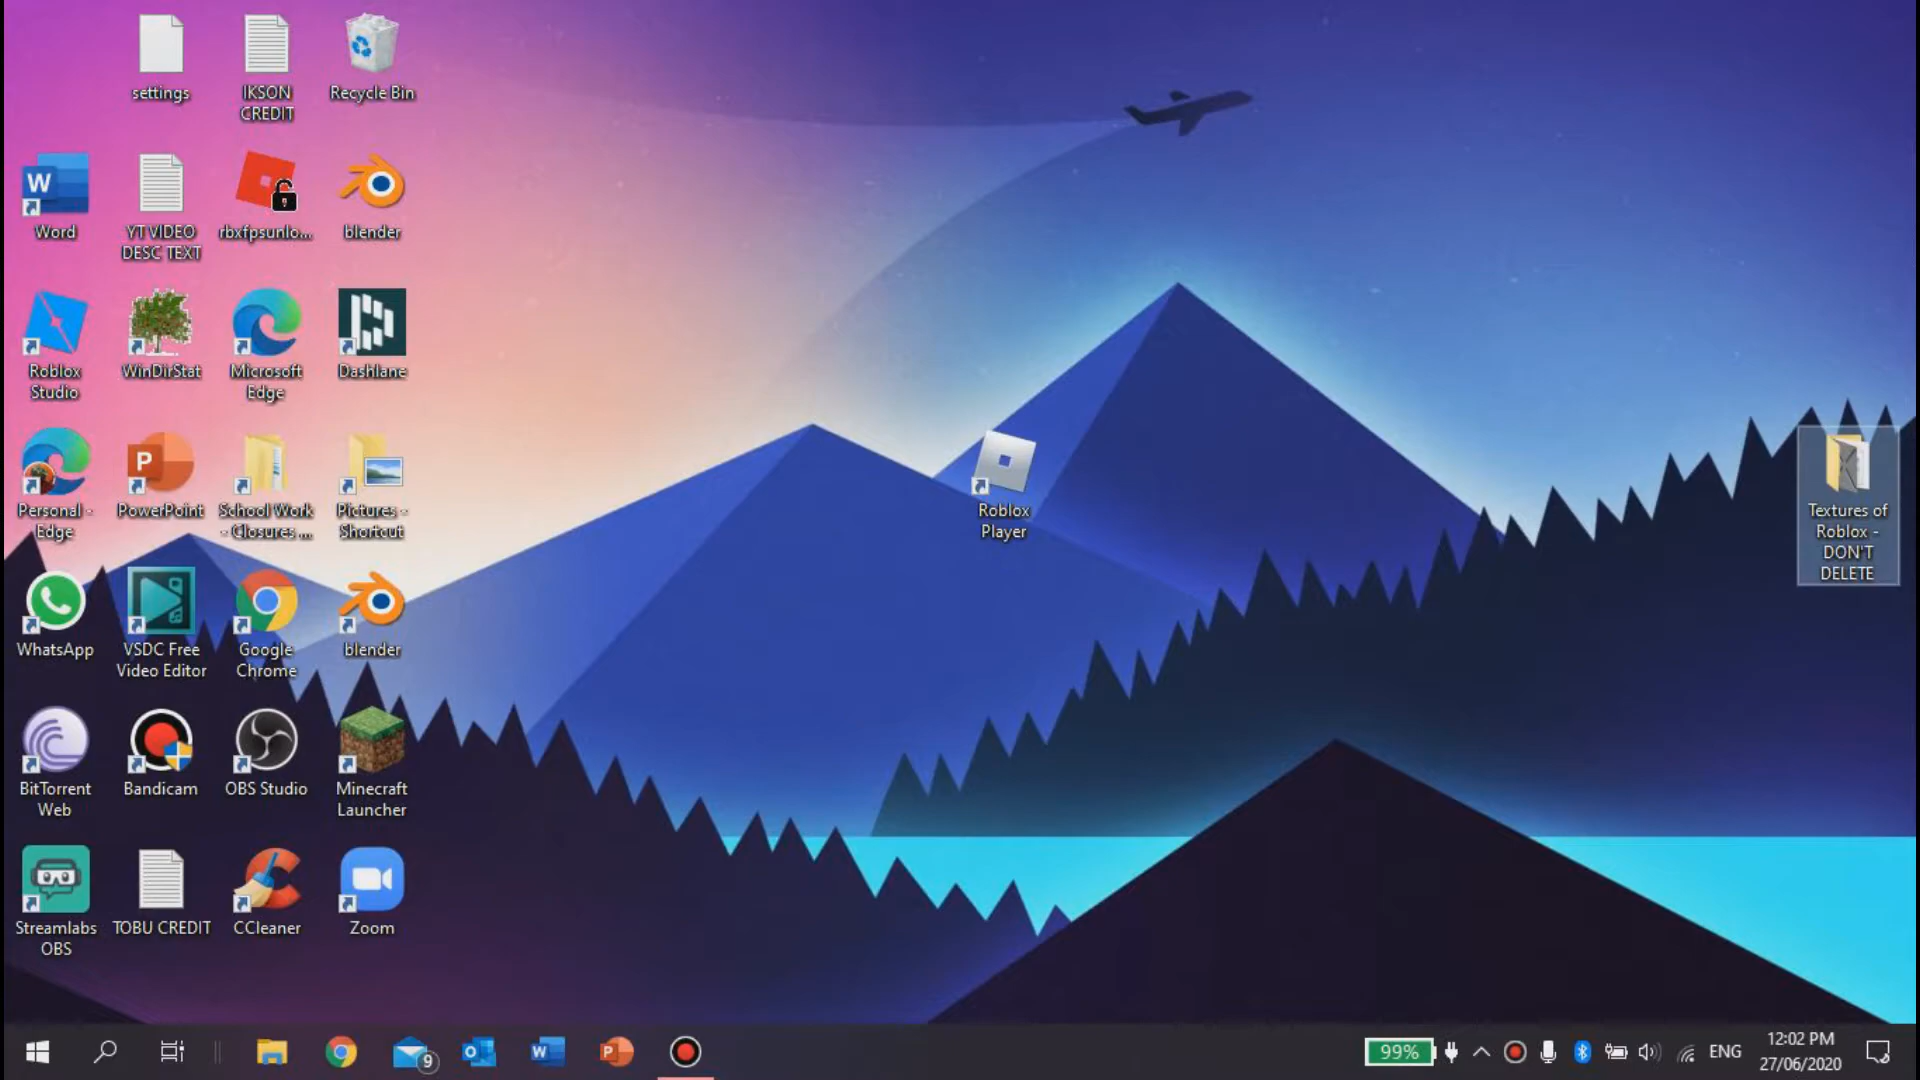 settings
IKSON
CREDIT
Recycle Bin
W
Word
YT VIDEO
DESC TEXT
rbxfpsunlo...
blender
Roblox
Studio
WinDirStat
Microsoft
Edge
Dashlane
Personal -
Edge
P
PowerPoint
School Work
- Closures ...
Pictures -
Shortcut
Roblox
Player
Textures of
Roblox -
DON'T
DELETE
WhatsApp
VSDC Free
Video Editor
Google
Chrome
blender
BitTorrent
Web
Bandicam
OBS Studio
Minecraft
Launcher
Streamlabs
OBS
TOBU CREDIT
CCleaner
Zoom
9
O
W
P
99%
ENG
12:02 PM
27/06/2020